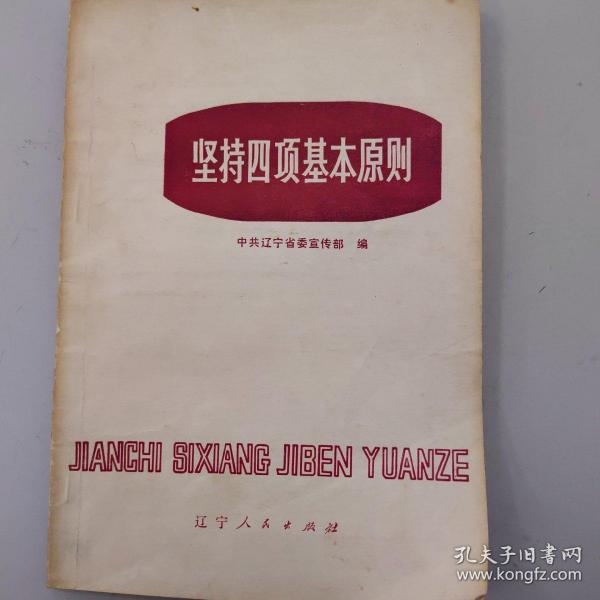 坚持四项基本原则
中共辽宁省委宣传部 编
JIANCHI SIXIANG JIBEN YUANZE
辽宁人民出版社
孔夫子旧书网
www.kongfz.com